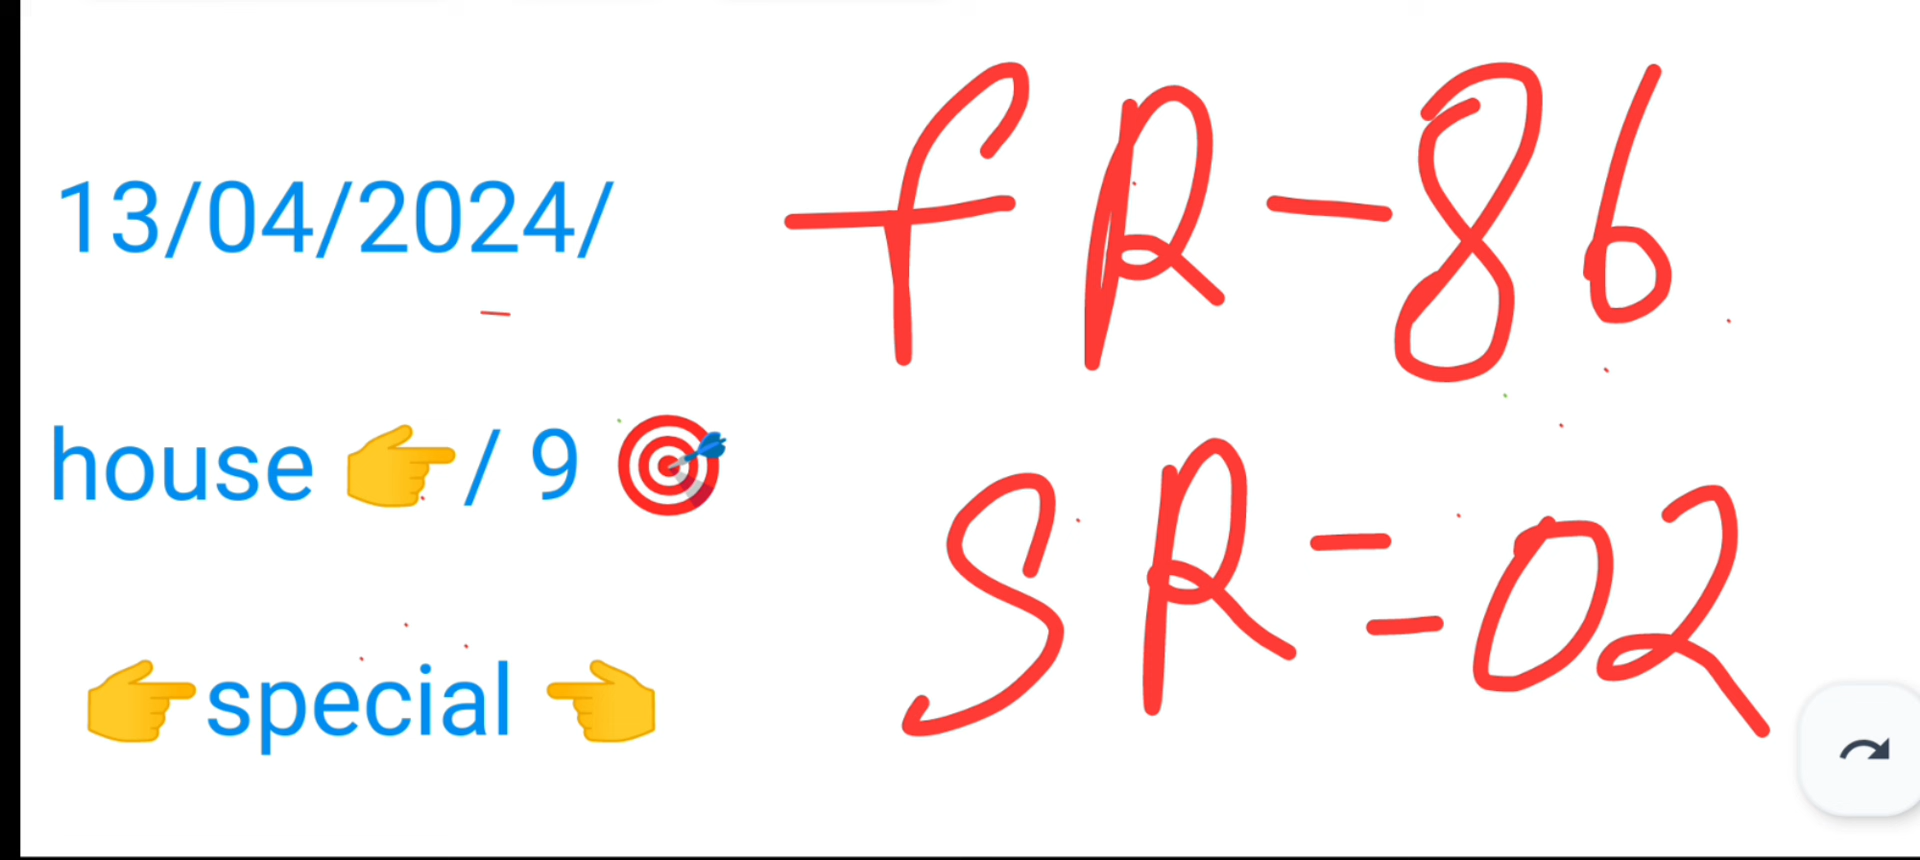 13/04/2024/
house 👉/ 9 🎯
👉special 👈
fR-86
SR=02